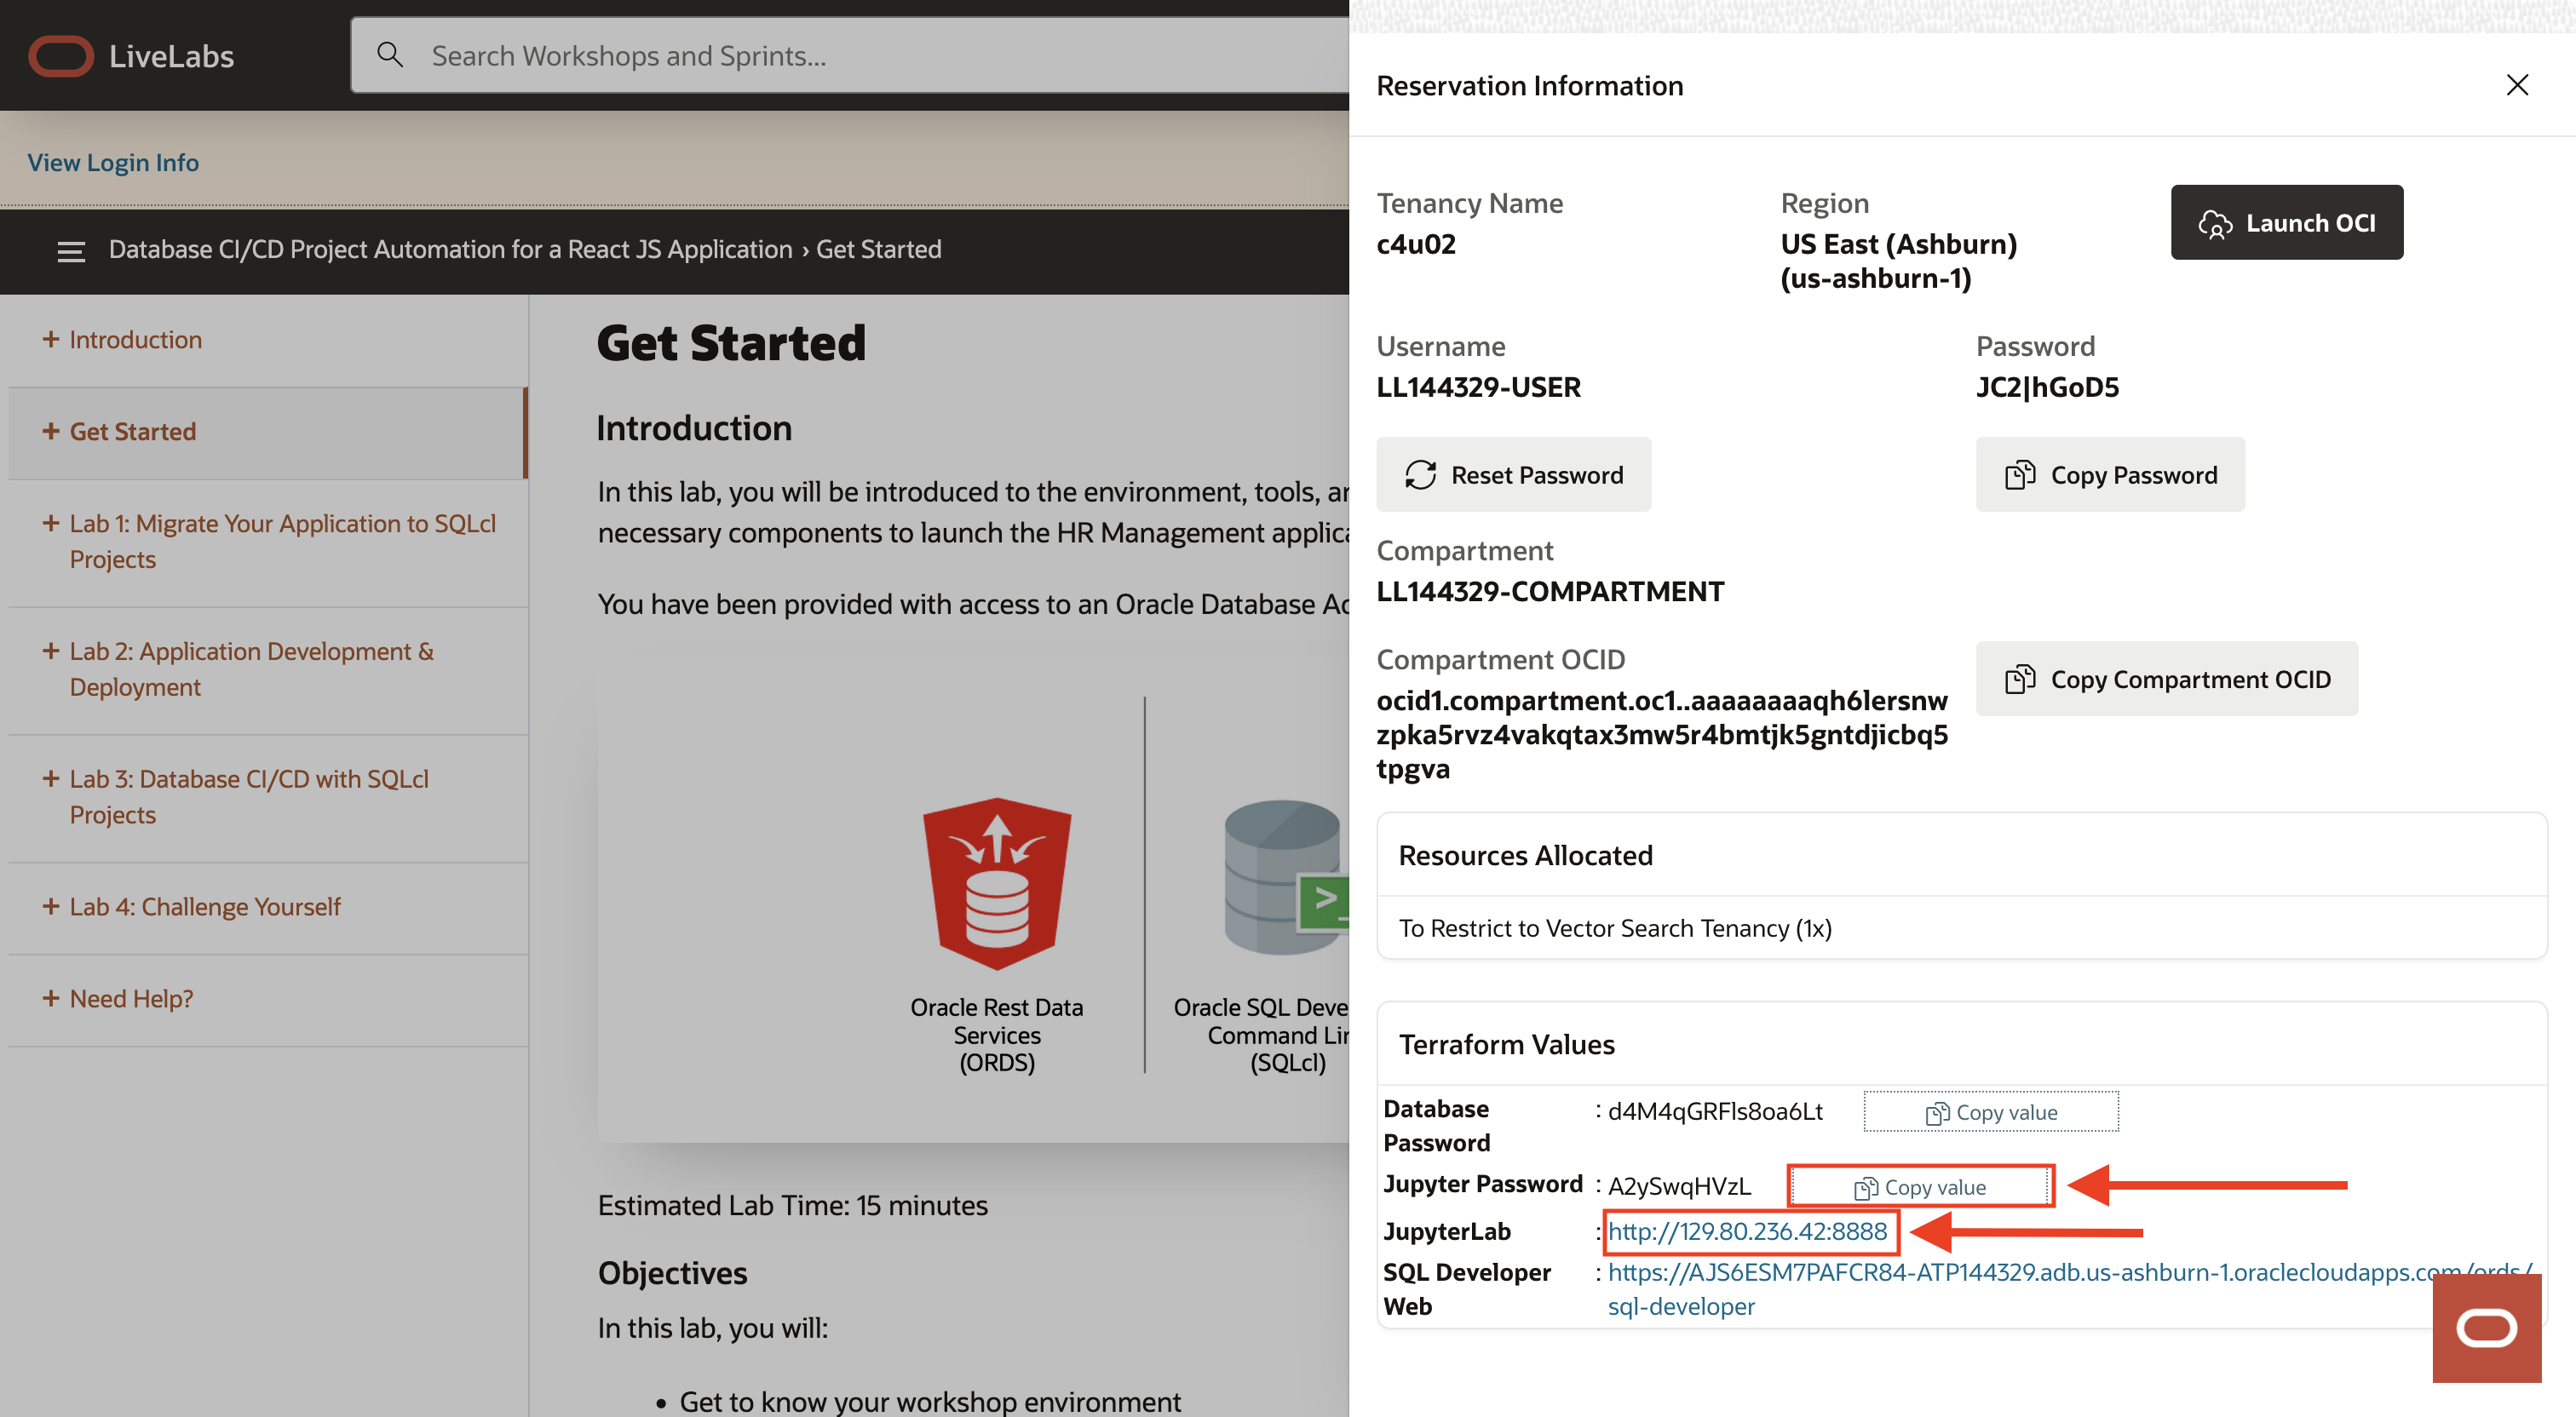 LiveLabs
Search Workshops and Sprints...
View Login Info
Database CI/CD Project Automation for a React JS Application › Get Started
+ Introduction
+ Get Started
+ Lab 1: Migrate Your Application to SQLcl
Projects
+ Lab 2: Application Development &
Deployment
+ Lab 3: Database CI/CD with SQLcl
Projects
+ Lab 4: Challenge Yourself
+ Need Help?
Get Started
Introduction
In this lab, you will be introduced to the environment, tools,
necessary components to launch the HR Management
You have been provided with access to an Oracle Database
Oracle Rest Data
Services
(ORDS)
Oracle SQL
Command
(SQLcl)
>_
Estimated Lab Time: 15 minutes
Objectives
In this lab, you will:
• Get to know your workshop environment
Reservation Information
Tenancy Name
c4u02
Region
US East (Ashburn)
(us-ashburn-1)
Launch OCI
Username
LL144329-USER
Password
JC2|hGoD5
Reset Password
Copy Password
Compartment
LL144329-COMPARTMENT
Compartment OCID
ocid1.compartment.oc1..aaaaaaaaqh6lersnw
zpka5rvz4vakqtax3mw5r4bmtjk5gntdjicbq5
tpgva
Copy Compartment OCID
Resources Allocated
To Restrict to Vector Search Tenancy (1x)
Terraform Values
Database
Password
: d4M4qGRFls8oa6Lt
Copy value
Jupyter Password : A2ySwqHVzL
Copy value
JupyterLab : http://129.80.236.42:8888
SQL Developer
Web
: https://AJS6ESM7PAFCR84-ATP144329.adb.us-ashburn-1.oraclecloudapps.com/ords/
sql-developer